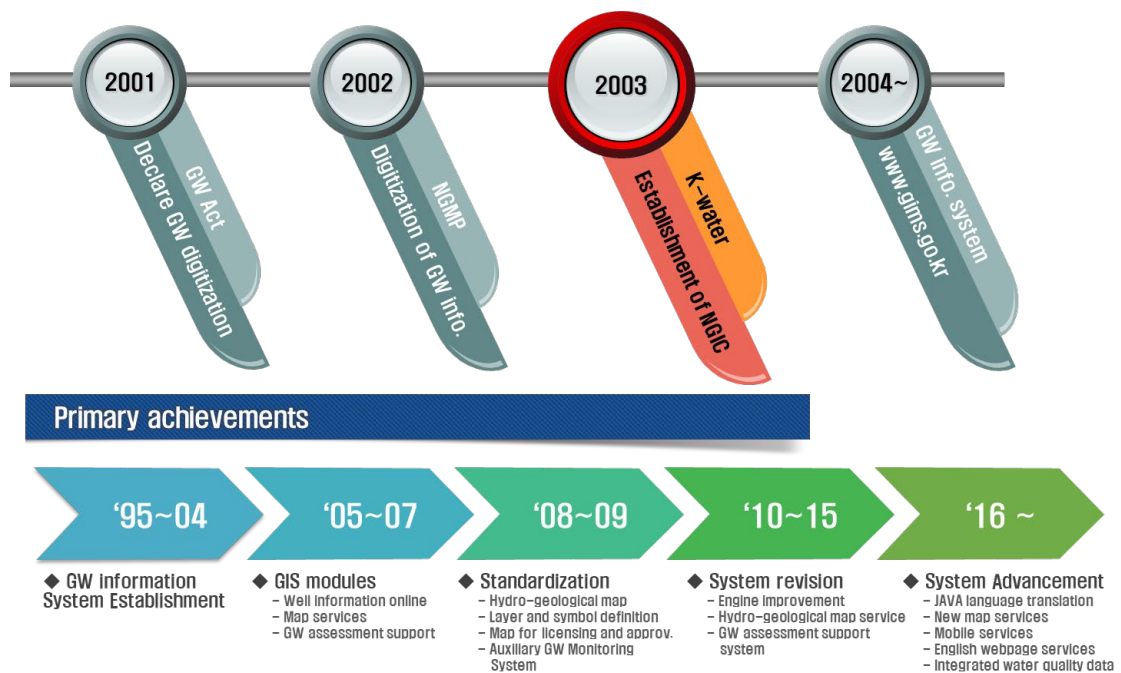 2001
GW Act
Declare GW digitization
2002
NGMP
Digitization of GW info.
2003
K-water
Establishment of NGIC
2004~
GW info. system
www.gims.go.kr
Primary achievements
‘95~04
◆ GW information
System Establishment
‘05~07
◆ GIS modules
- Well information online
- Map services
- GW assessment support
‘08~09
◆ Standardization
- Hydro-geological map
- Layer and symbol definition
- Map for licensing and approv.
- Auxiliary GW Monitoring
System
‘10~15
◆ System revision
- Engine improvement
- Hydro-geological map service
- GW assessment support
system
‘16 ~
◆ System Advancement
- JAVA language translation
- New map services
- Mobile services
- English webpage services
- Integrated water quality data